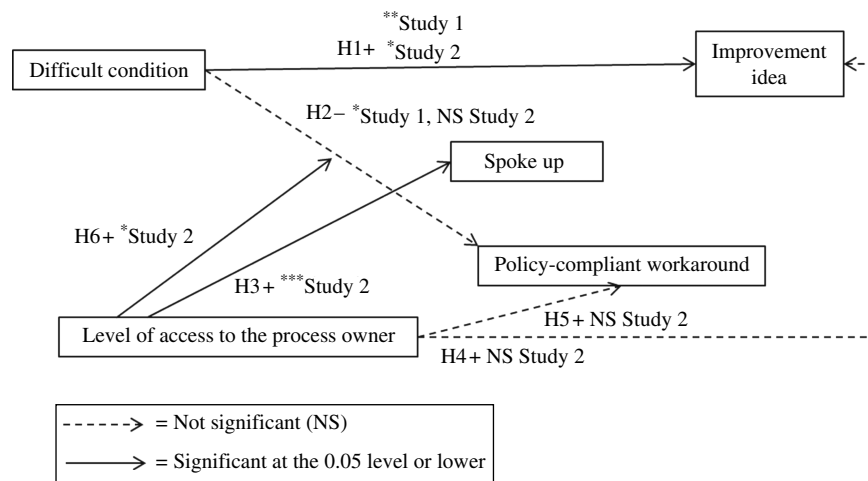 **Study 1
H1+ *Study 2
Difficult condition
Improvement
idea
H2– *Study 1, NS Study 2
Spoke up
H6+ *Study 2
Policy-compliant workaround
H3+ ***Study 2
H5+ NS Study 2
Level of access to the process owner
H4+ NS Study 2
= Not significant (NS)
= Significant at the 0.05 level or lower